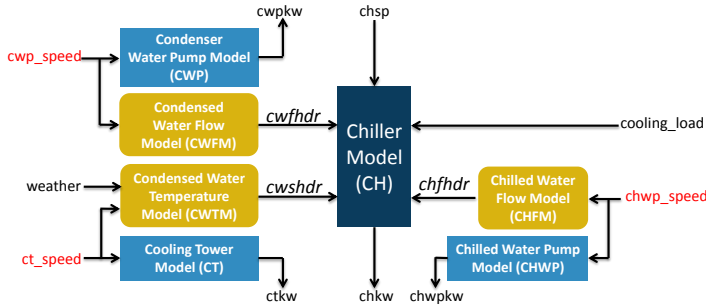 cwpkw
chsp
Condenser
Water Pump Model
(CWP)
cwp_speed
Condensed
Water Flow
Model (CWFM)
cwfhdr
Chiller
Model
(CH)
cooling_load
weather
Condensed Water
Temperature
Model (CWTM)
cwshdr
chfhdr
Chilled Water
Flow Model
(CHFM)
chwp_speed
ct_speed
Cooling Tower
Model (CT)
Chilled Water Pump
Model (CHWP)
ctkw
chkw
chwpkw